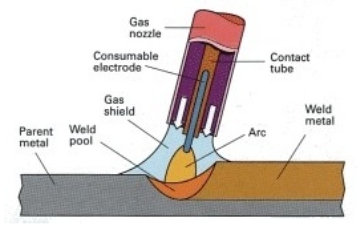 Gas
nozzle
Consumable
electrode
Contact
tube
Gas
shield
Weld
metal
Parent
metal
Weld
pool
Arc